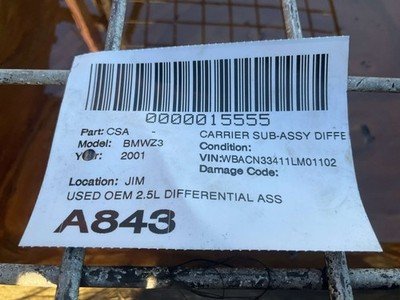 0000015555
Part: CSA - CARRIER SUB-ASSY DIFFE
Model: BMWZ3 Condition:
Year: 2001 VIN:WBACN33411LM01102
Damage Code:
Location: JIM
USED OEM 2.5L DIFFERENTIAL ASS
A843